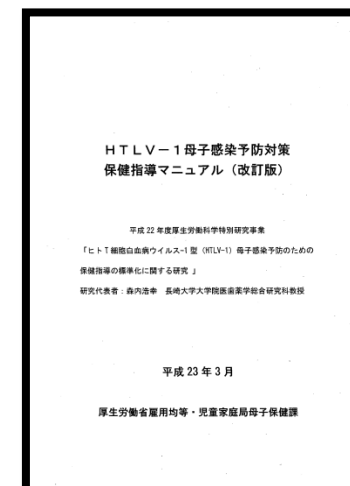 HTLV-1母子感染予防対策
保健指導マニュアル（改訂版）
平成22年度厚生労働科学特別研究事業
「ヒトT細胞白血病ウイルス-1型（HTLV-1）母子感染予防のための
保健指導の標準化に関する研究 」
研究代表者：森内浩幸 長崎大学大学院医歯薬学総合研究科教授
平成23年3月
厚生労働省雇用均等・児童家庭局母子保健課